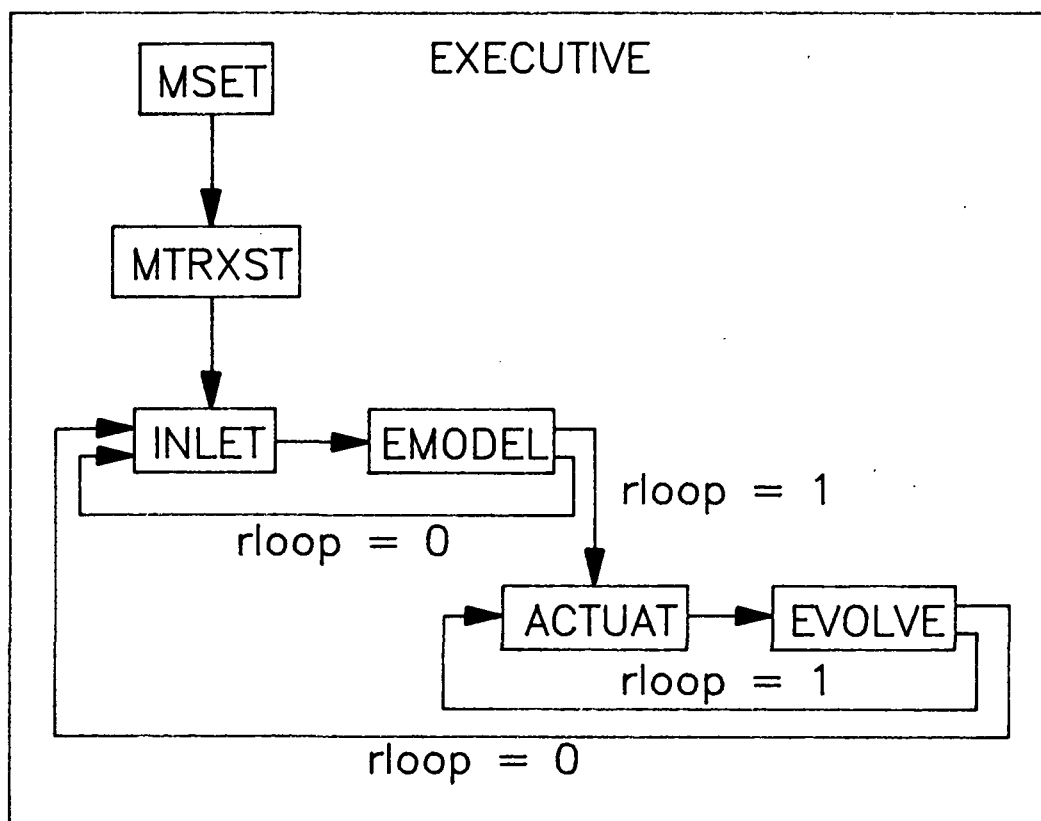 EXECUTIVE
MSET
MTRXST
INLET
EMODEL
rloop = 1
rloop = 0
ACTUAT
EVOLVE
rloop = 1
rloop = 0